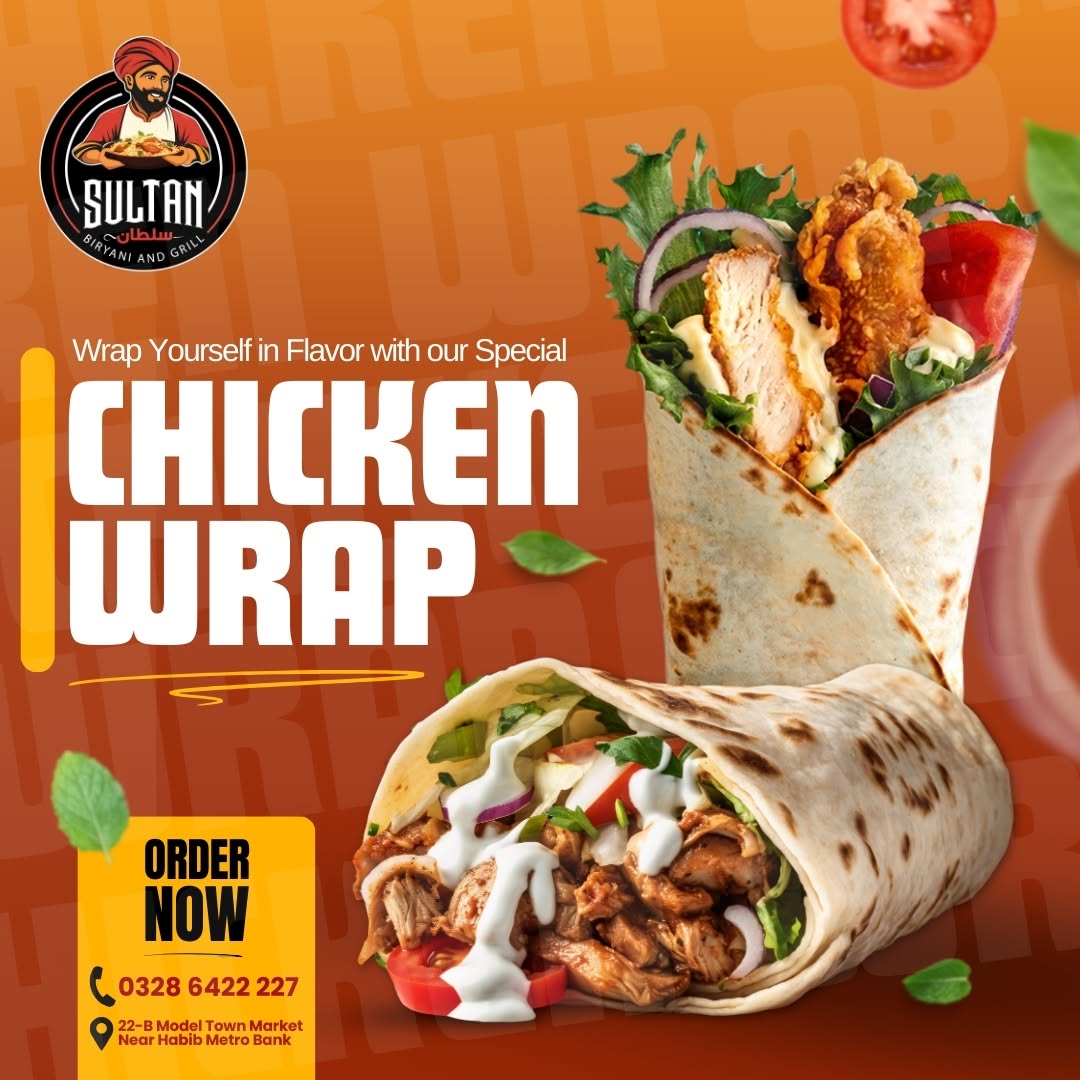 SULTAN
سلطان
BIRYANI AND GRILL
Wrap Yourself in Flavor with our Special
CHICKEN
WRAP
ORDER
NOW
0328 6422 227
22-B Model Town Market
Near Habib Metro Bank